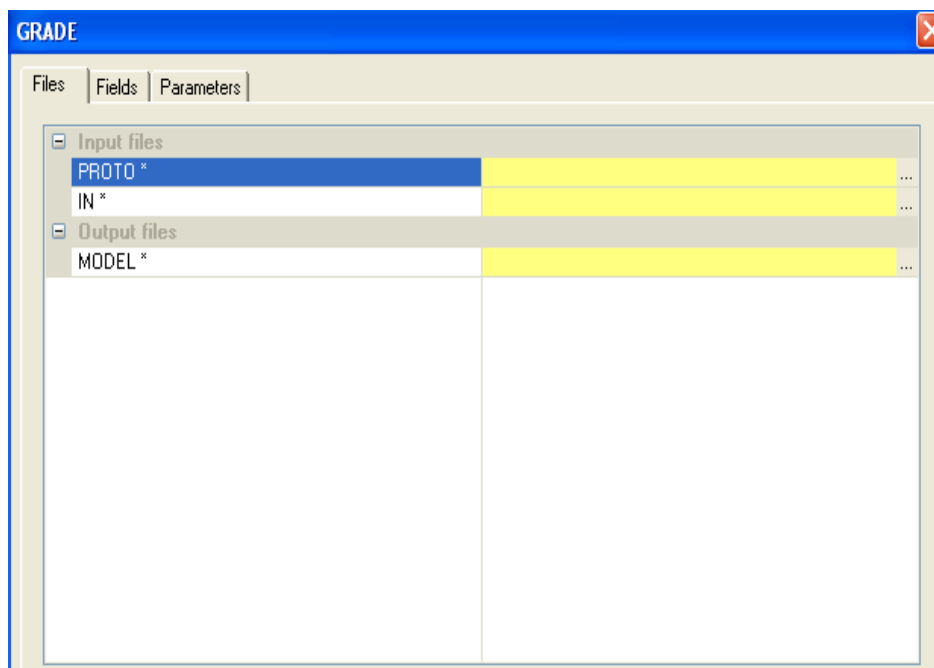 GRADE
Files Fields Parameters
Input files
PROTO *
...
IN *
...
Output files
MODEL *
...